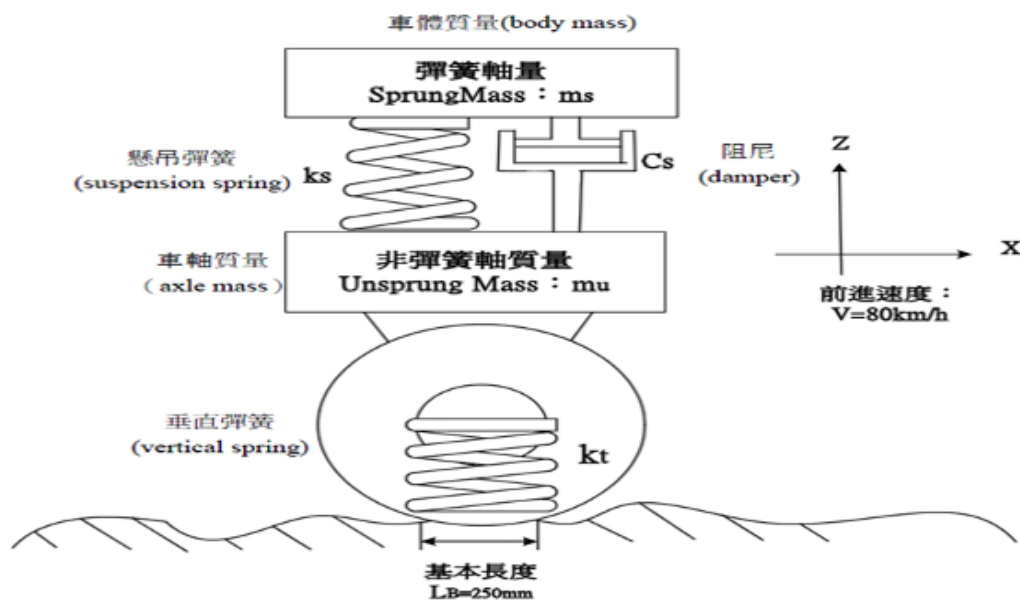 車體質量(body mass)
彈簧軸量
SprungMass：ms
懸吊彈簧
(suspension spring)
ks
Cs
阻尼
(damper)
Z
X
車軸質量
（axle mass）
非彈簧軸質量
Unsprung Mass：mu
前進速度：
V=80km/h
垂直彈簧
(vertical spring)
kt
基本長度
LB=250mm